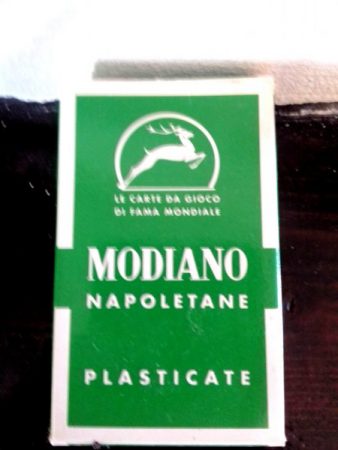 LE CARTE DA GIOCO
DI FAMA MONDIALE
MODIANO
NAPOLETANE
PLASTICATE